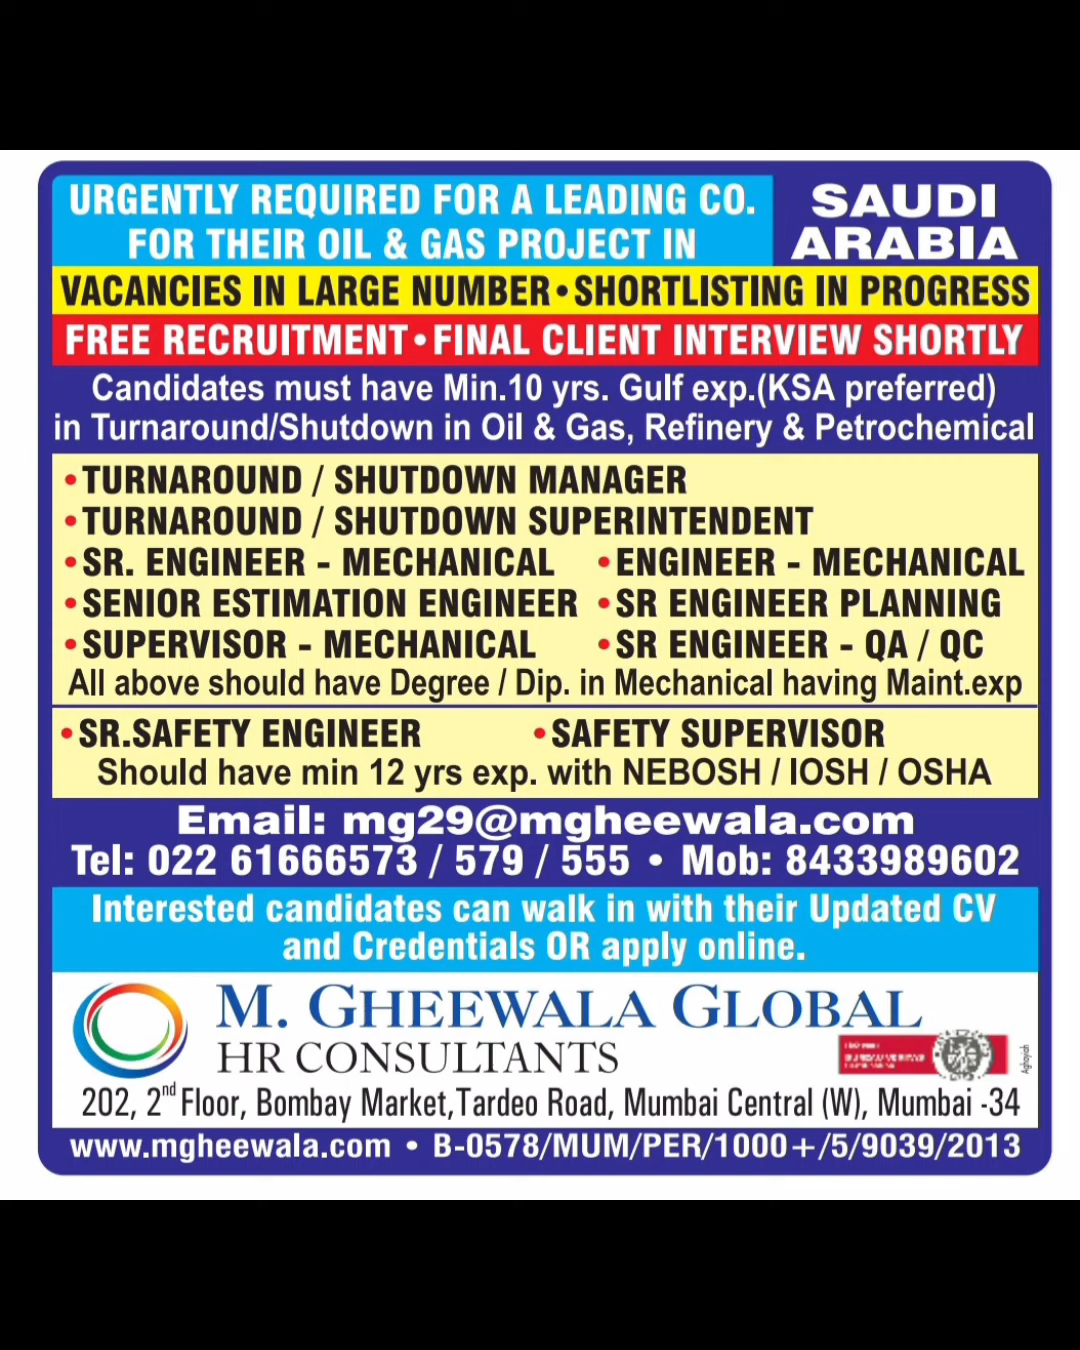 URGENTLY REQUIRED FOR A LEADING CO.
FOR THEIR OIL & GAS PROJECT IN
SAUDI
ARABIA
VACANCIES IN LARGE NUMBER • SHORTLISTING IN PROGRESS
FREE RECRUITMENT • FINAL CLIENT INTERVIEW SHORTLY
Candidates must have Min.10 yrs. Gulf exp.(KSA preferred)
in Turnaround/Shutdown in Oil & Gas, Refinery & Petrochemical
• TURNAROUND / SHUTDOWN MANAGER
• TURNAROUND / SHUTDOWN SUPERINTENDENT
• SR. ENGINEER - MECHANICAL • ENGINEER - MECHANICAL
• SENIOR ESTIMATION ENGINEER • SR ENGINEER PLANNING
• SUPERVISOR - MECHANICAL • SR ENGINEER - QA / QC
All above should have Degree / Dip. in Mechanical having Maint.exp
• SR.SAFETY ENGINEER • SAFETY SUPERVISOR
Should have min 12 yrs exp. with NEBOSH / IOSH / OSHA
Email: mg29@mgheewala.com
Tel: 022 61666573 / 579 / 555 • Mob: 8433989602
Interested candidates can walk in with their Updated CV
and Credentials OR apply online.
M. GHEEWALA GLOBAL
HR CONSULTANTS
202, 2nd Floor, Bombay Market,Tardeo Road, Mumbai Central (W), Mumbai -34
www.mgheewala.com • B-0578/MUM/PER/1000+/5/9039/2013